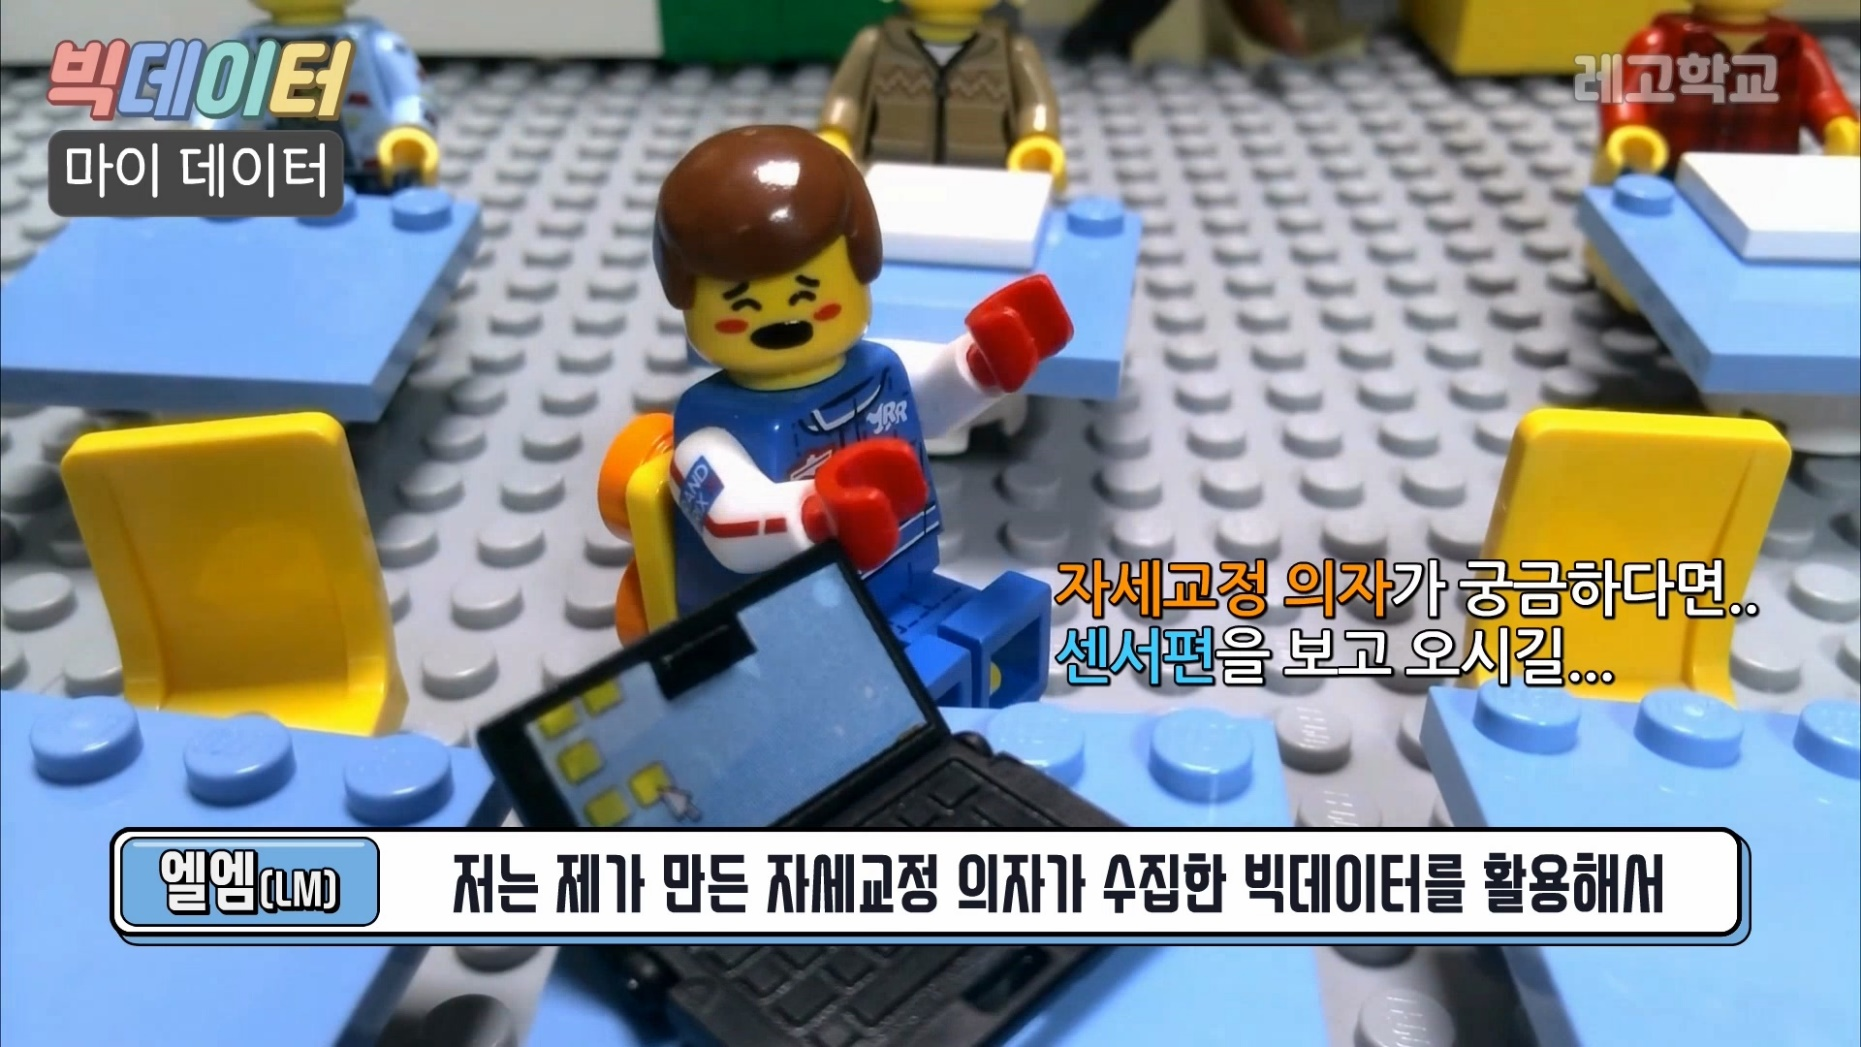 빅데이터
마이 데이터
레고학교
JRR
자세교정 의자가 궁금하다면..
센서편을 보고 오시길...
엘엠(LM) 저는 제가 만든 자세교정 의자가 수집한 빅데이터를 활용해서